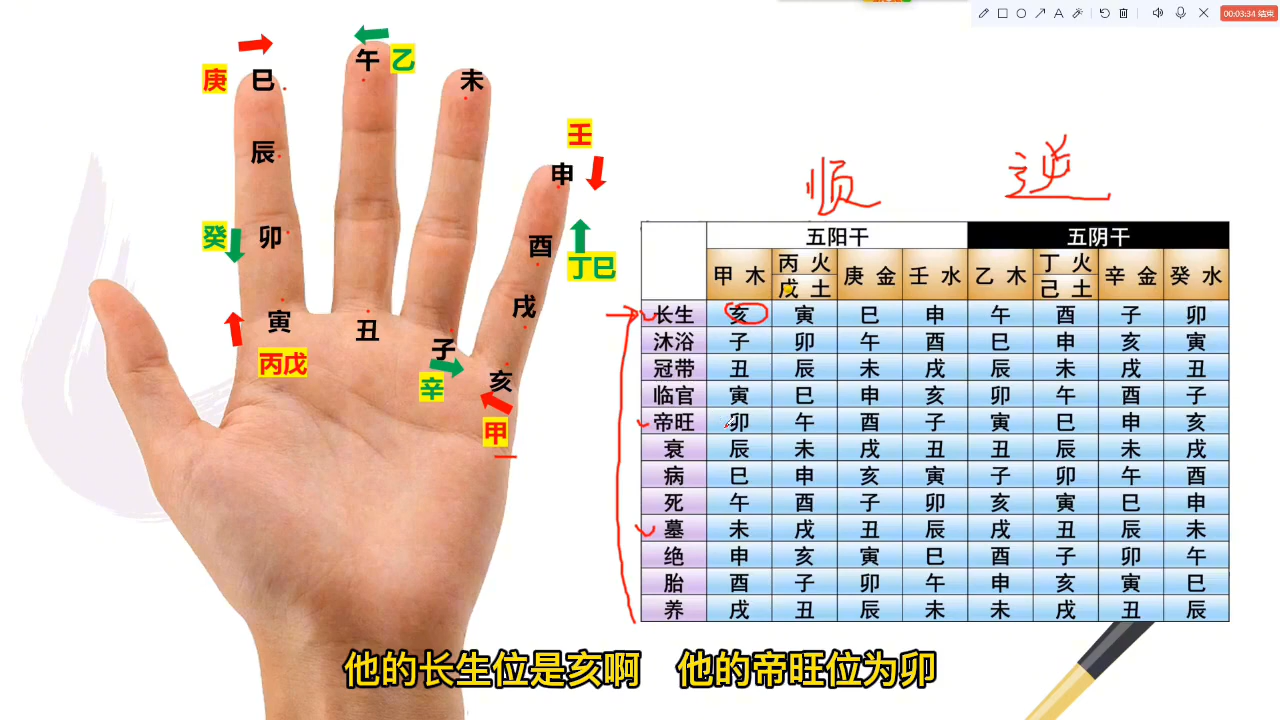 00:03:34 结束
庚 巳
午 乙
未
壬
申
辰
癸 卯
酉
丁巳
戌
寅
丑
子
丙戊
辛
亥
甲
顺 逆
五阳干 五阴干
甲 木 丙 火 戊 土 庚 金 壬 水 乙 木 丁 火 己 土 辛 金 癸 水
长生 亥 寅 巳 申 午 酉 子 卯
沐浴 子 卯 午 酉 巳 申 亥 寅
冠带 丑 辰 未 戌 辰 未 戌 丑
临官 寅 巳 申 亥 卯 午 酉 子
帝旺 卯 午 酉 子 寅 巳 申 亥
衰 辰 未 戌 丑 丑 辰 未 戌
病 巳 申 亥 寅 子 卯 午 酉
死 午 酉 子 卯 亥 寅 巳 申
墓 未 戌 丑 辰 戌 丑 辰 未
绝 申 亥 寅 巳 酉 子 卯 午
胎 酉 子 卯 午 申 亥 寅 巳
养 戌 丑 辰 未 未 戌 丑 辰
他的长生位是亥啊 他的帝旺位为卯